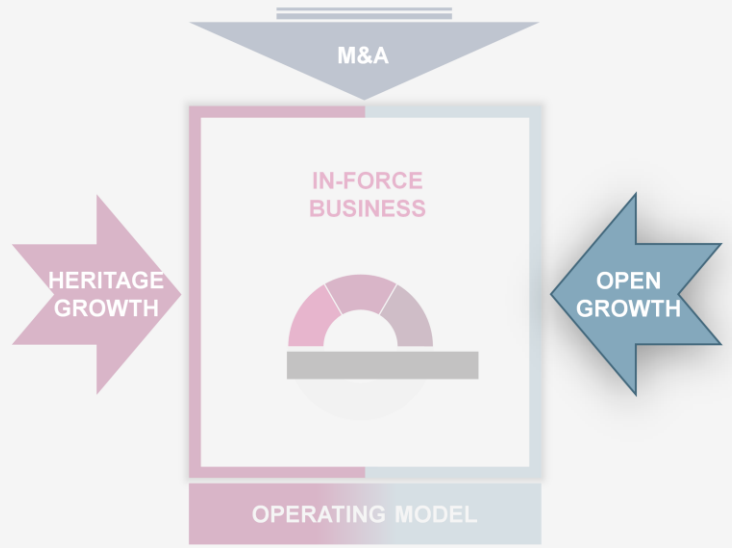 M&A
IN-FORCE
BUSINESS
HERITAGE
GROWTH
OPEN
GROWTH
OPERATING MODEL